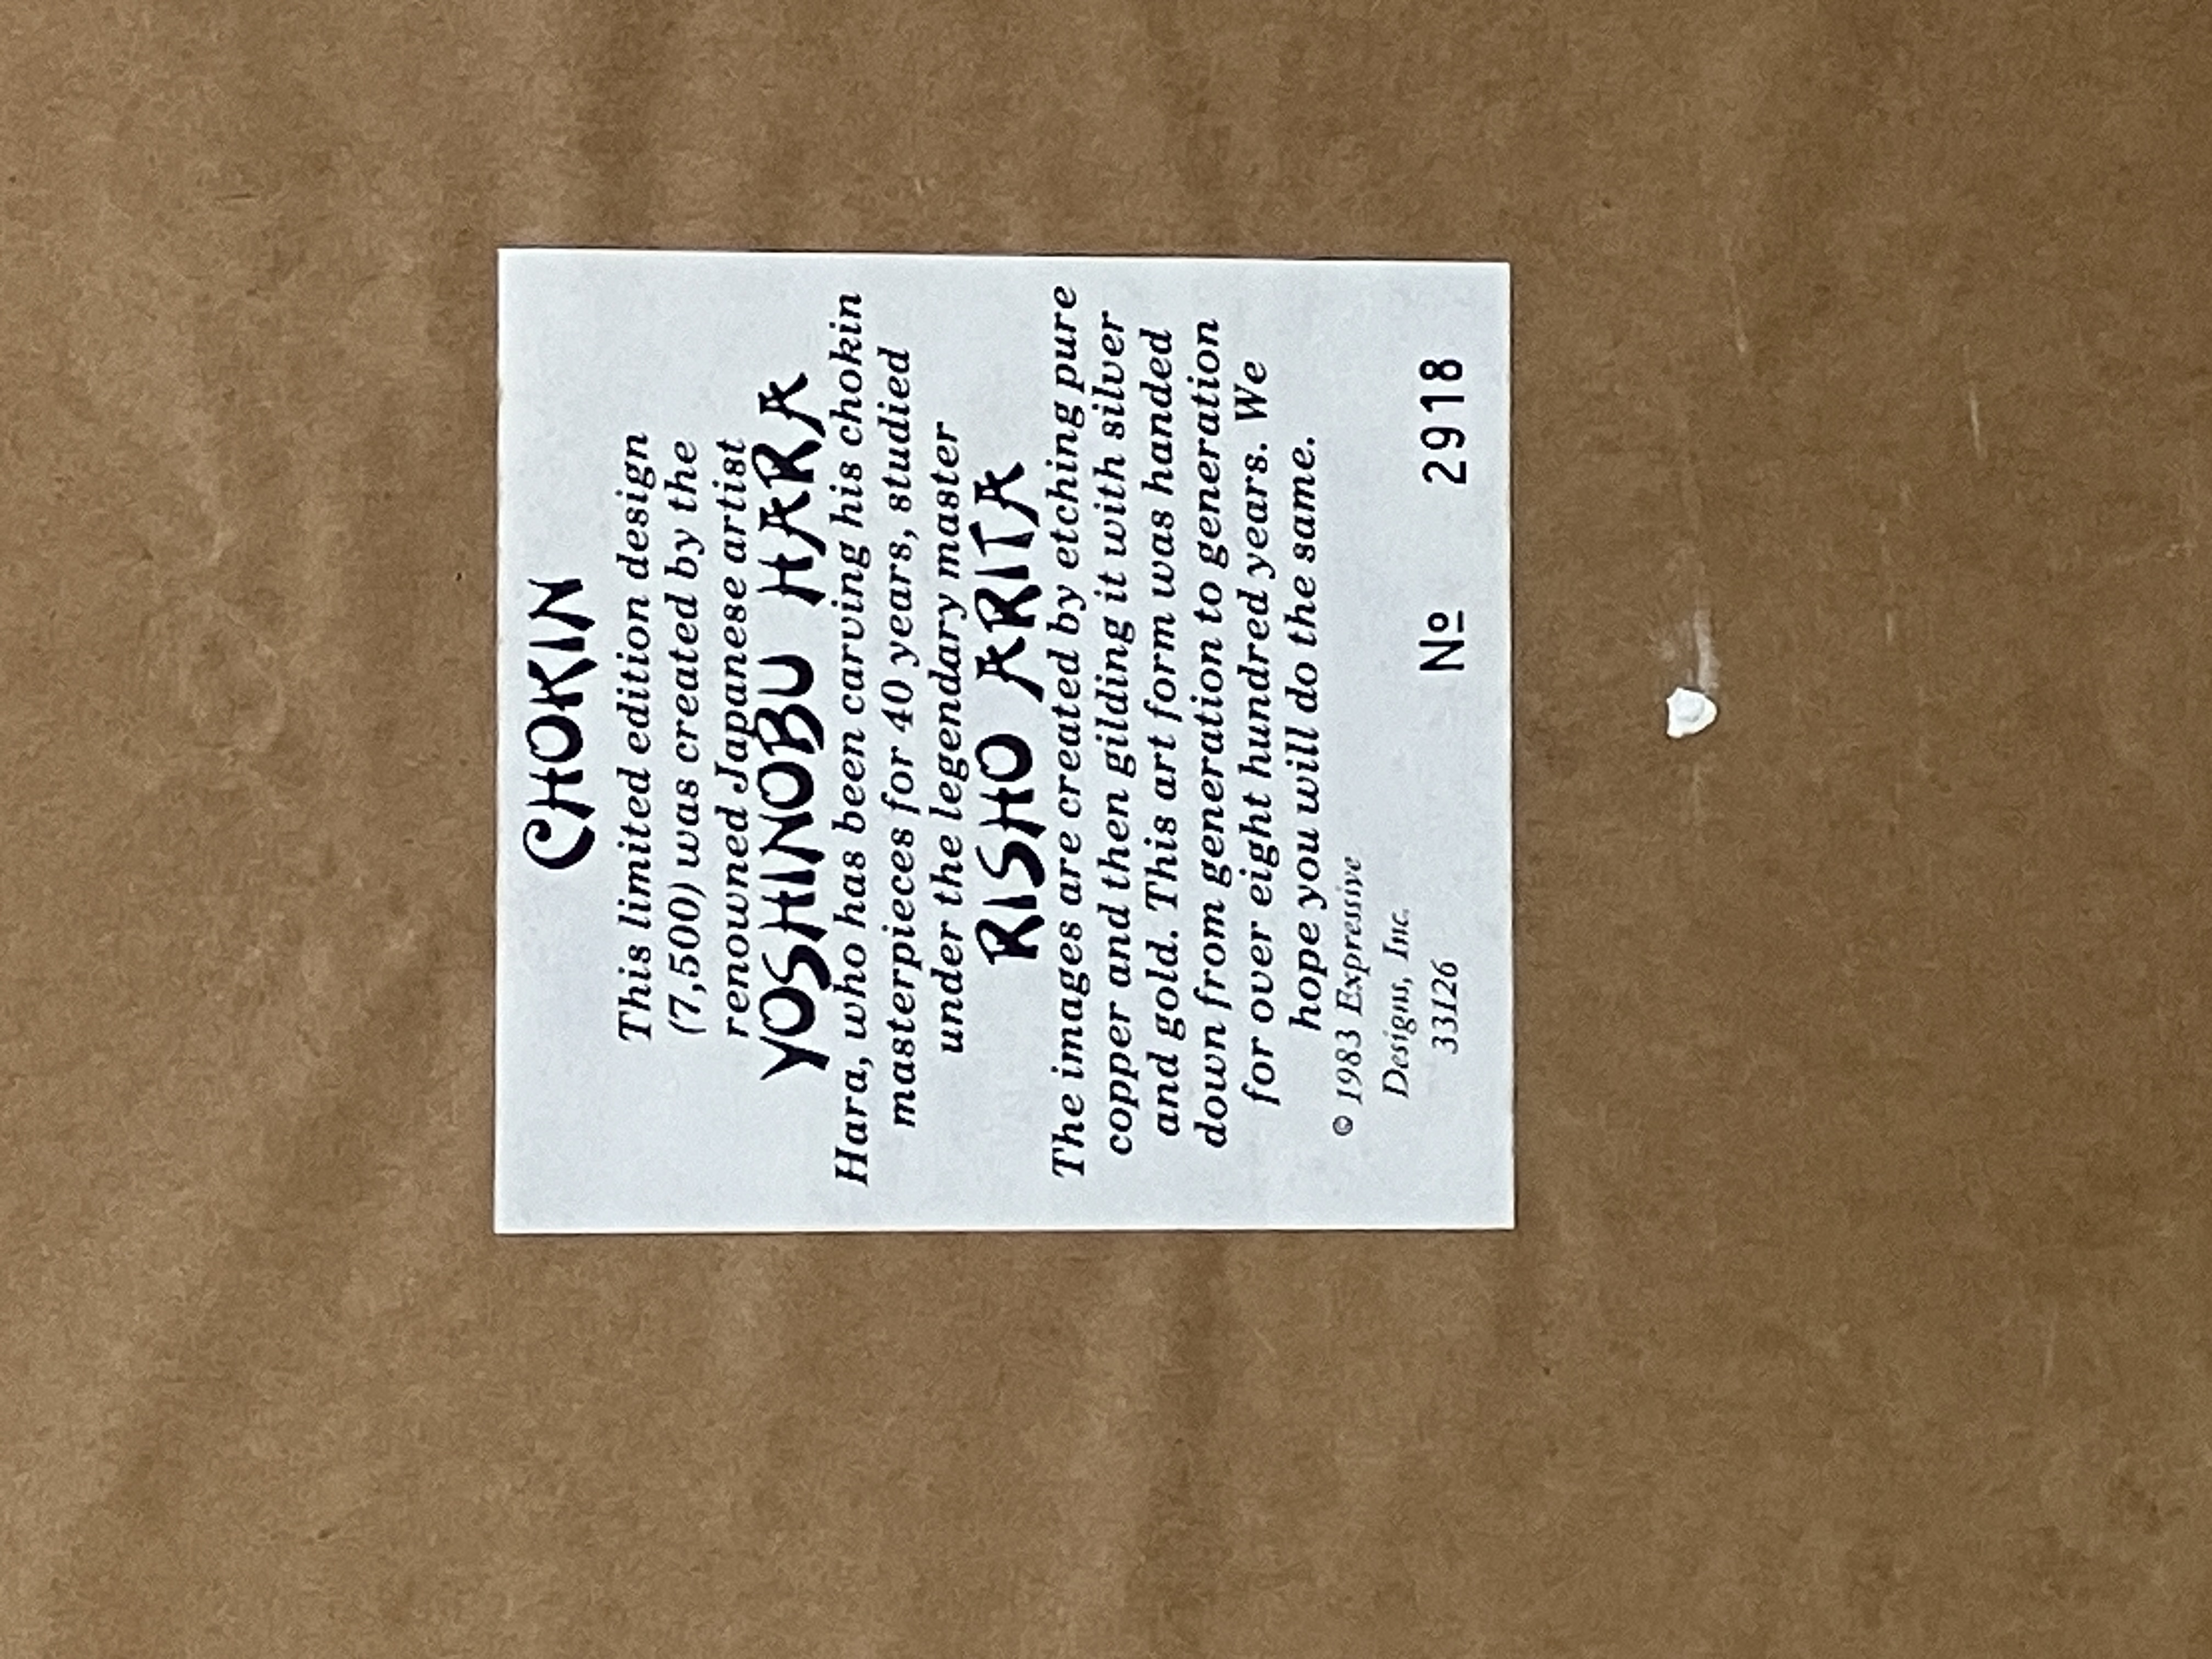 CHOKIN
This limited edition design
(7,500) was created by the
renowned Japanese artist
YOSHINOBU HARA
Hara, who has been carving his chokin
masterpieces for 40 years, studied
under the legendary master
RISHO ARITA
The images are created by etching pure
copper and then gilding it with silver
and gold. This art form was handed
down from generation to generation
for over eight hundred years. We
hope you will do the same.
© 1983 Expressive
Designs, Inc.
33126
Nº 2918